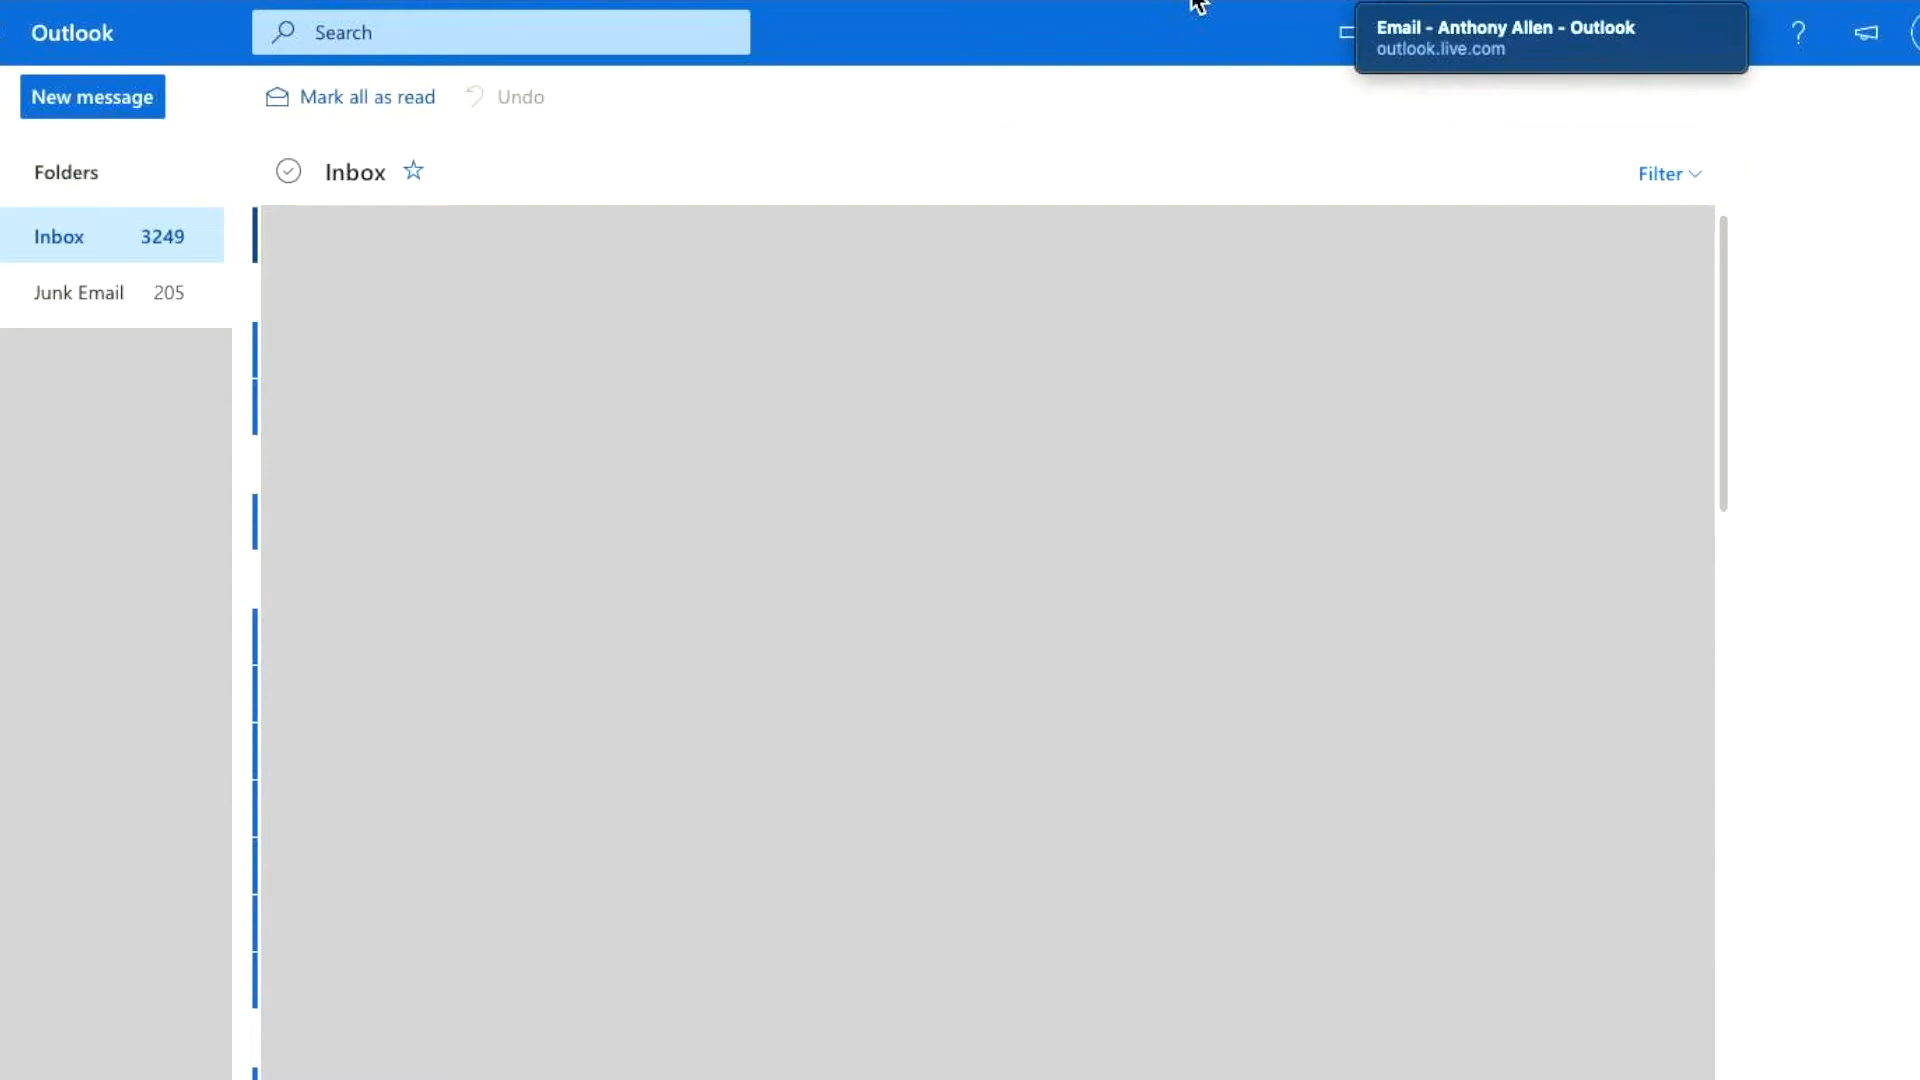 Outlook
Search
Email - Anthony Allen - Outlook
outlook.live.com
?
New message
Mark all as read
Undo
Folders
Inbox
Filter
Inbox 3249
Junk Email 205